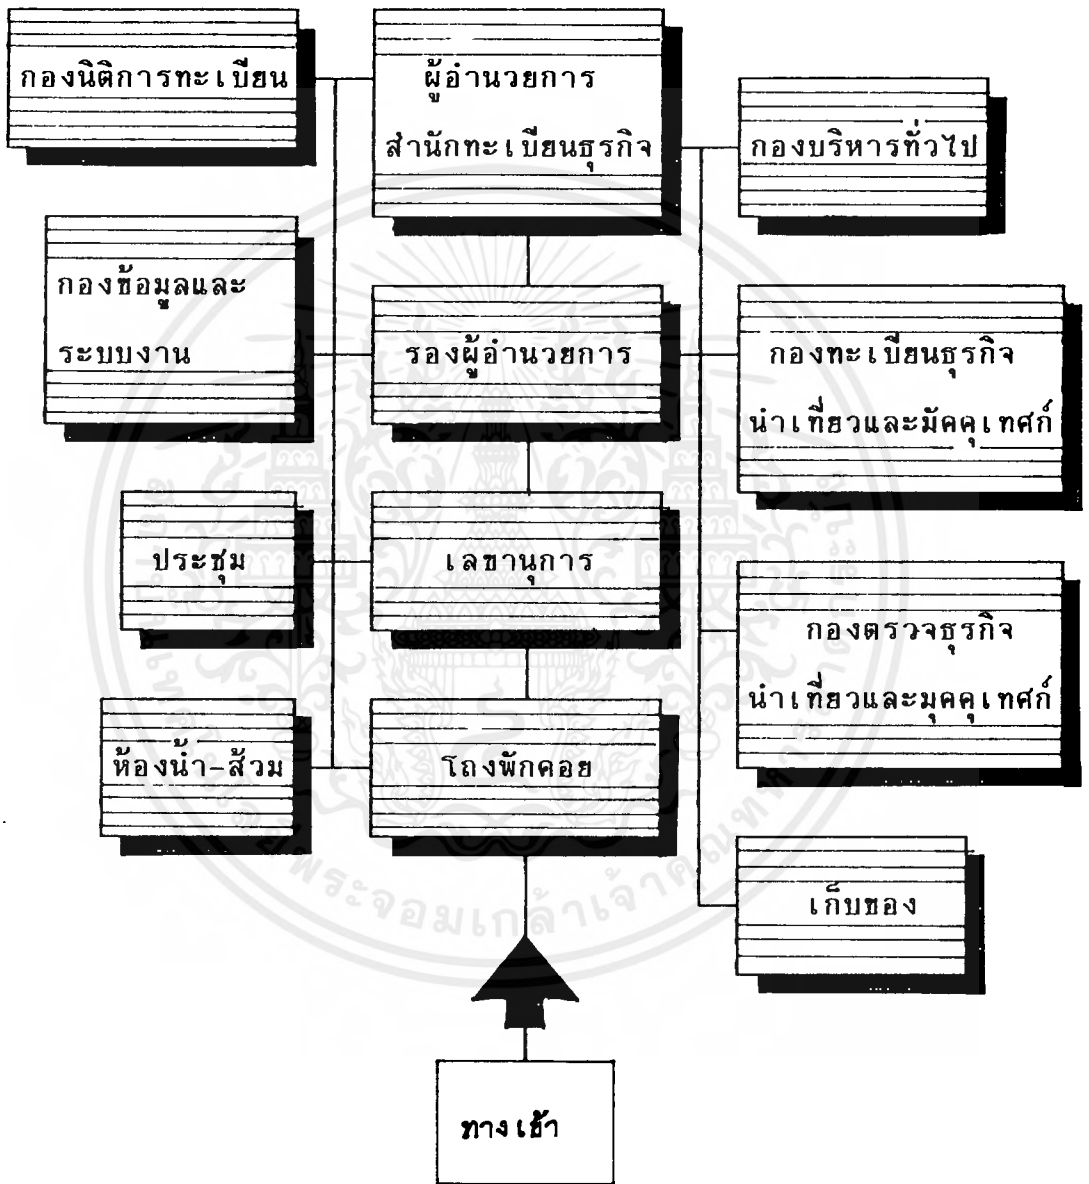 กองนิติการทะเบียน
ผู้อำนวยการ
สำนักทะเบียนธุรกิจ
กองบริหารทั่วไป
กองข้อมูลและ
ระบบงาน
รองผู้อำนวยการ
กองทะเบียนธุรกิจ
นำเที่ยวและมัคคุเทศก์
ประชุม
เลขานุการ
กองตรวจธุรกิจ
นำเที่ยวและมุคคุเทศก์
ห้องน้ำ-ส้วม
โถงพักคอย
เก็บของ
ทางเข้า